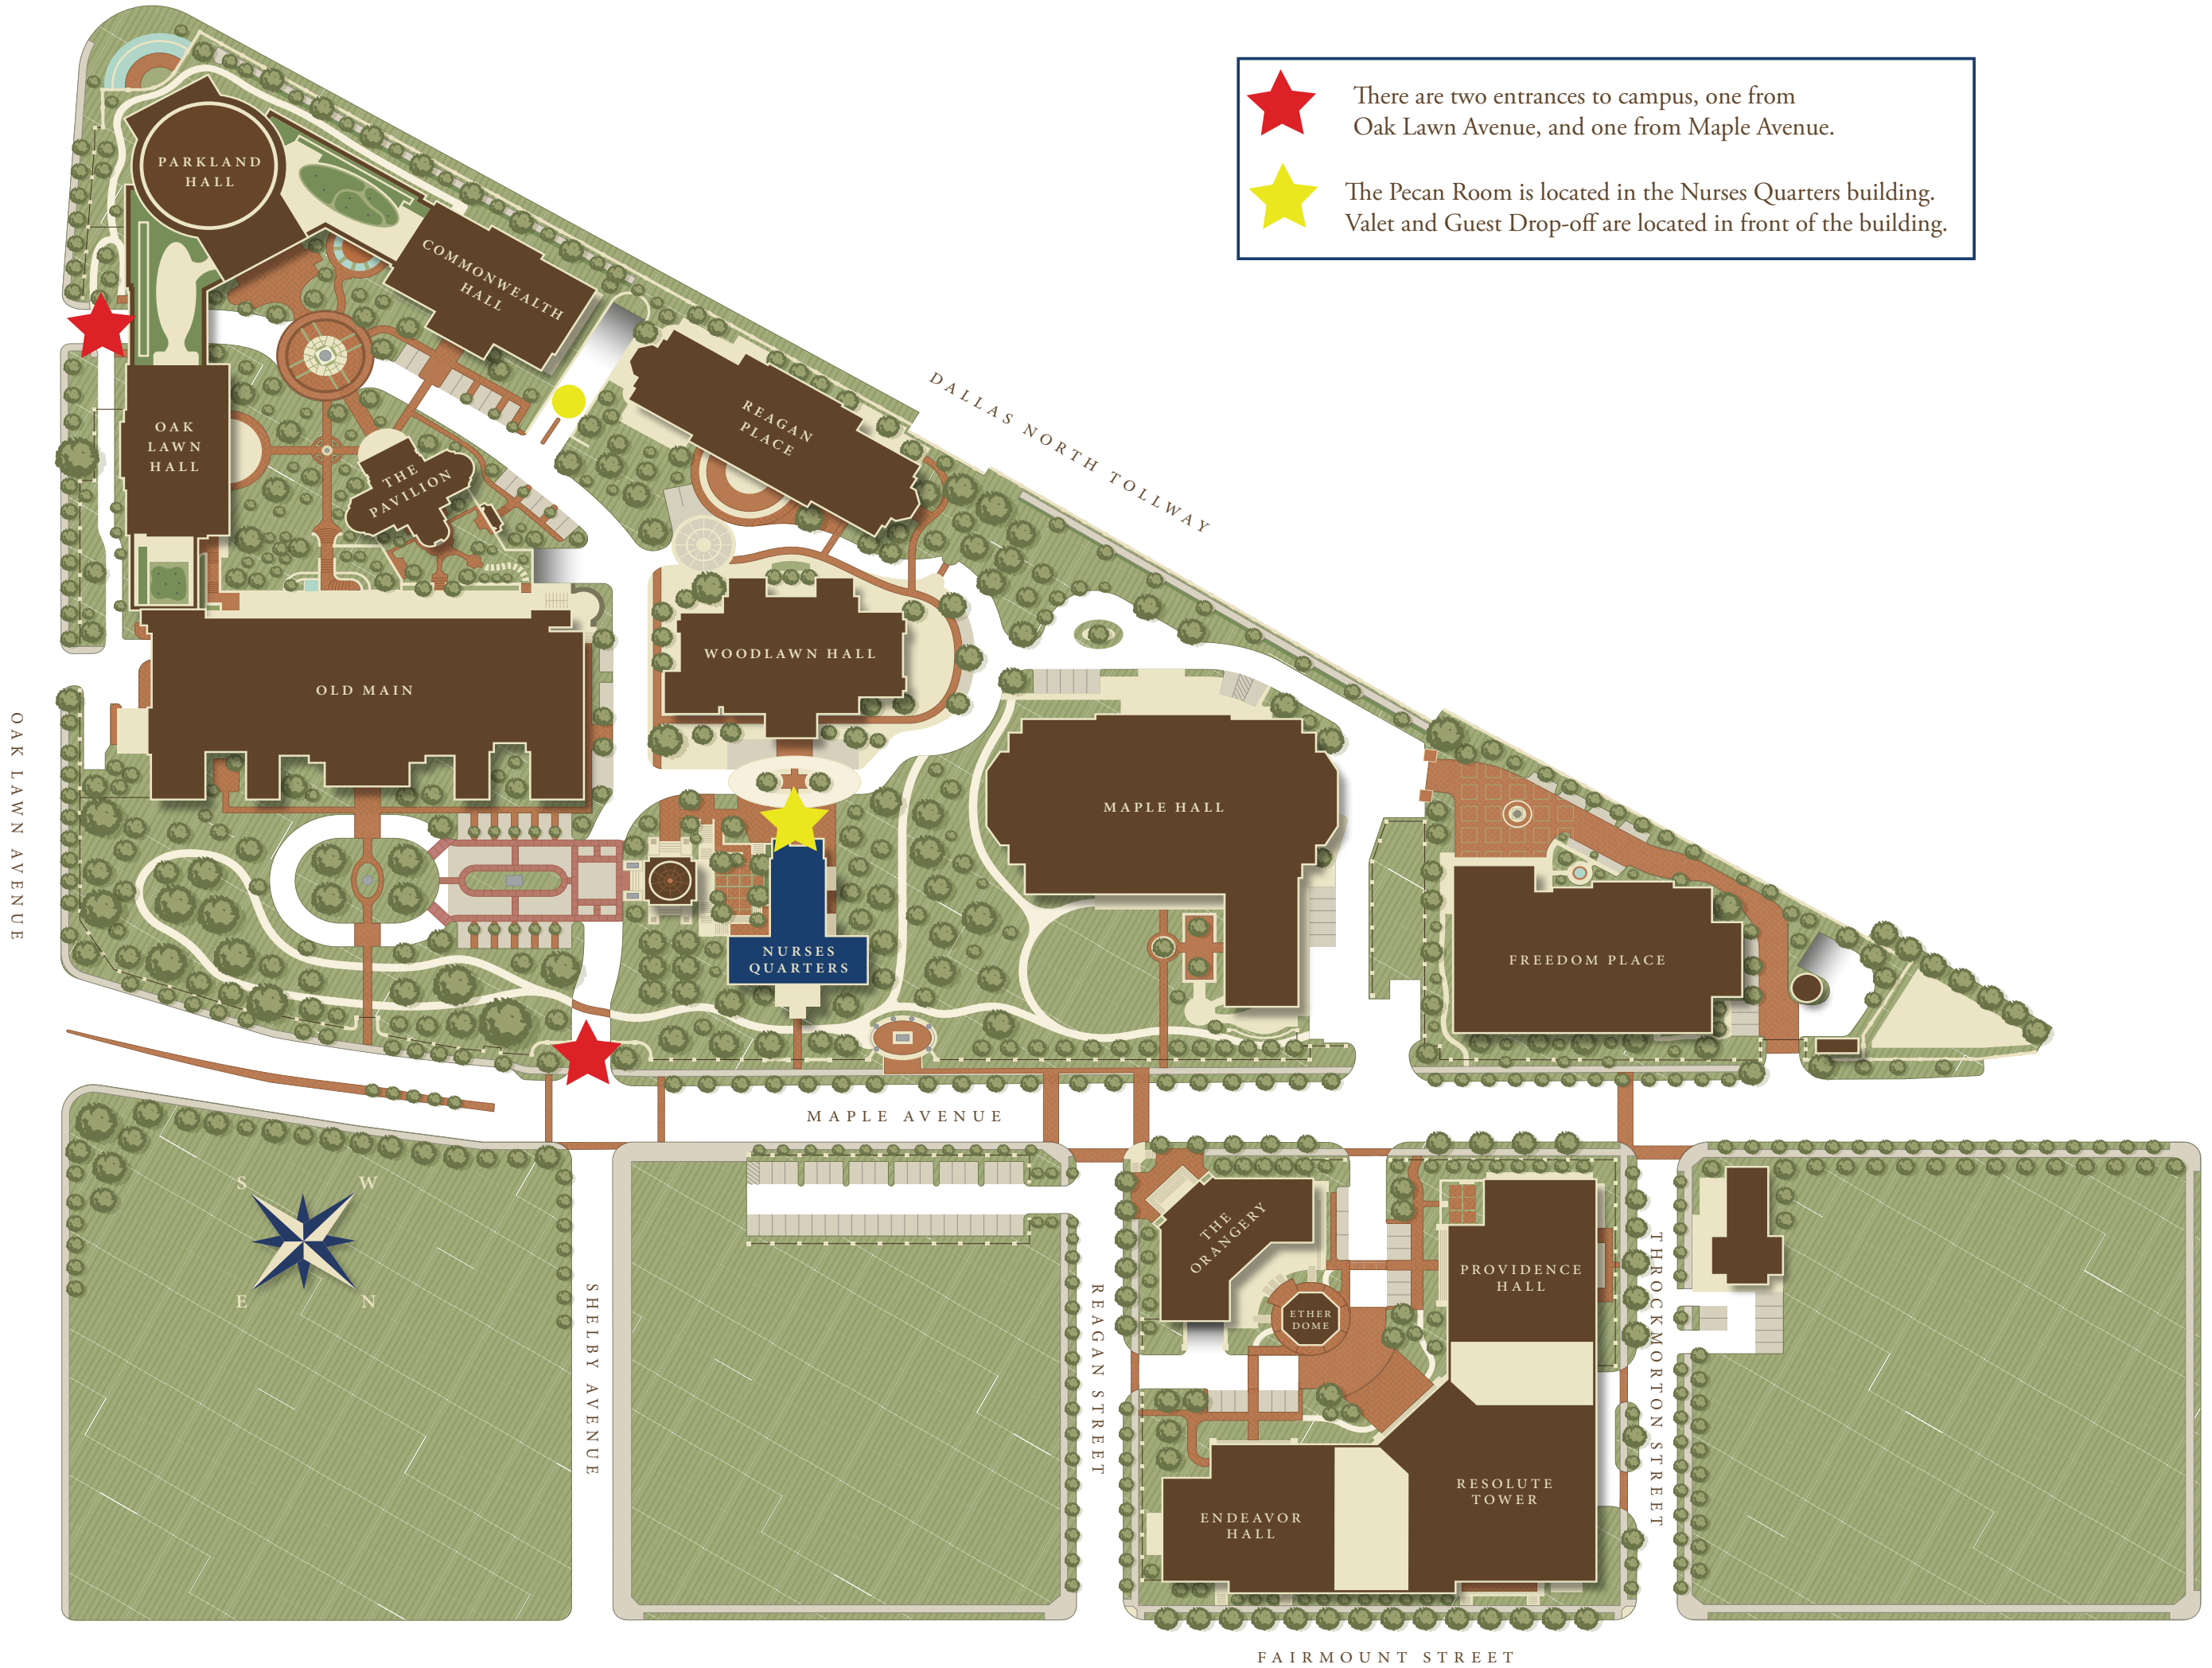 There are two entrances to campus, one from
Oak Lawn Avenue, and one from Maple Avenue.
The Pecan Room is located in the Nurses Quarters building.
Valet and Guest Drop-off are located in front of the building.
PARKLAND
HALL
COMMONWEALTH
HALL
OAK
LAWN
HALL
THE
PAVILION
REAGAN
PLACE
DALLAS NORTH TOLLWAY
WOODLAWN HALL
OLD MAIN
OAK LAWN AVENUE
MAPLE HALL
NURSES
QUARTERS
FREEDOM PLACE
MAPLE AVENUE
S
W
E
N
SHELBY AVENUE
REAGAN STREET
THE
ORANGERY
ETHER
DOME
PROVIDENCE
HALL
THROCKMORTON STREET
RESOLUTE
TOWER
ENDEAVOR
HALL
FAIRMOUNT STREET